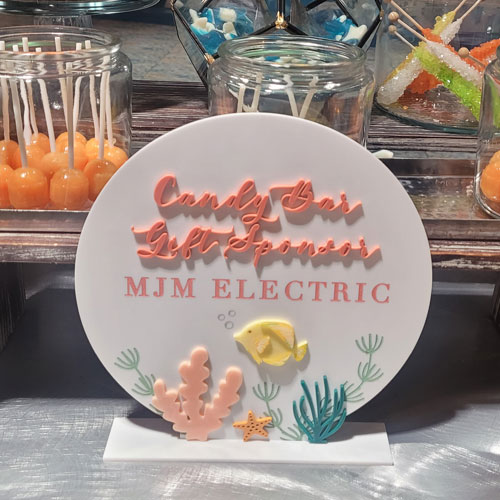 Candy Bar
Gift Sponsor
MJM ELECTRIC